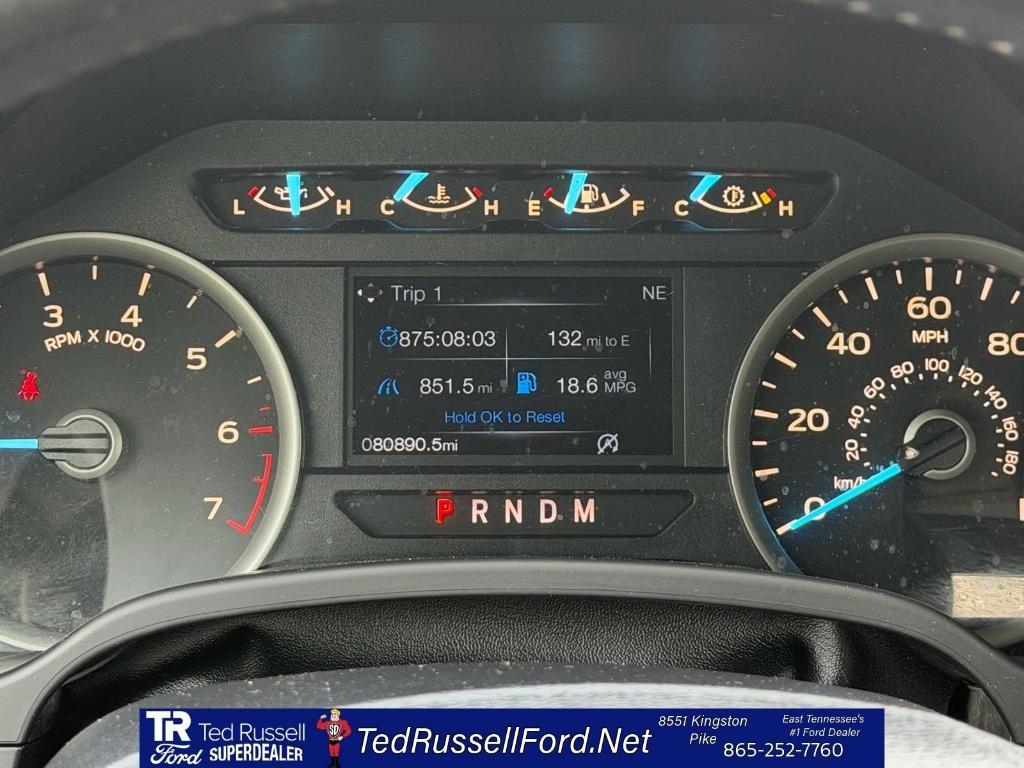 L H C H E F C H
Trip 1 NE
875:08:03 132 mi to E
851.5 mi 18.6 avg MPG
Hold OK to Reset
080890.5mi
3 4 5 6 7
RPM X 1000
0 20 40 60 80
MPH
20 40 60 80 100 120 140 160 180
km/h
P R N D M
TR Ford
Ted Russell
SUPERDEALER
SD
TedRussellFord.Net
8551 Kingston
Pike
East Tennessee's
#1 Ford Dealer
865-252-7760